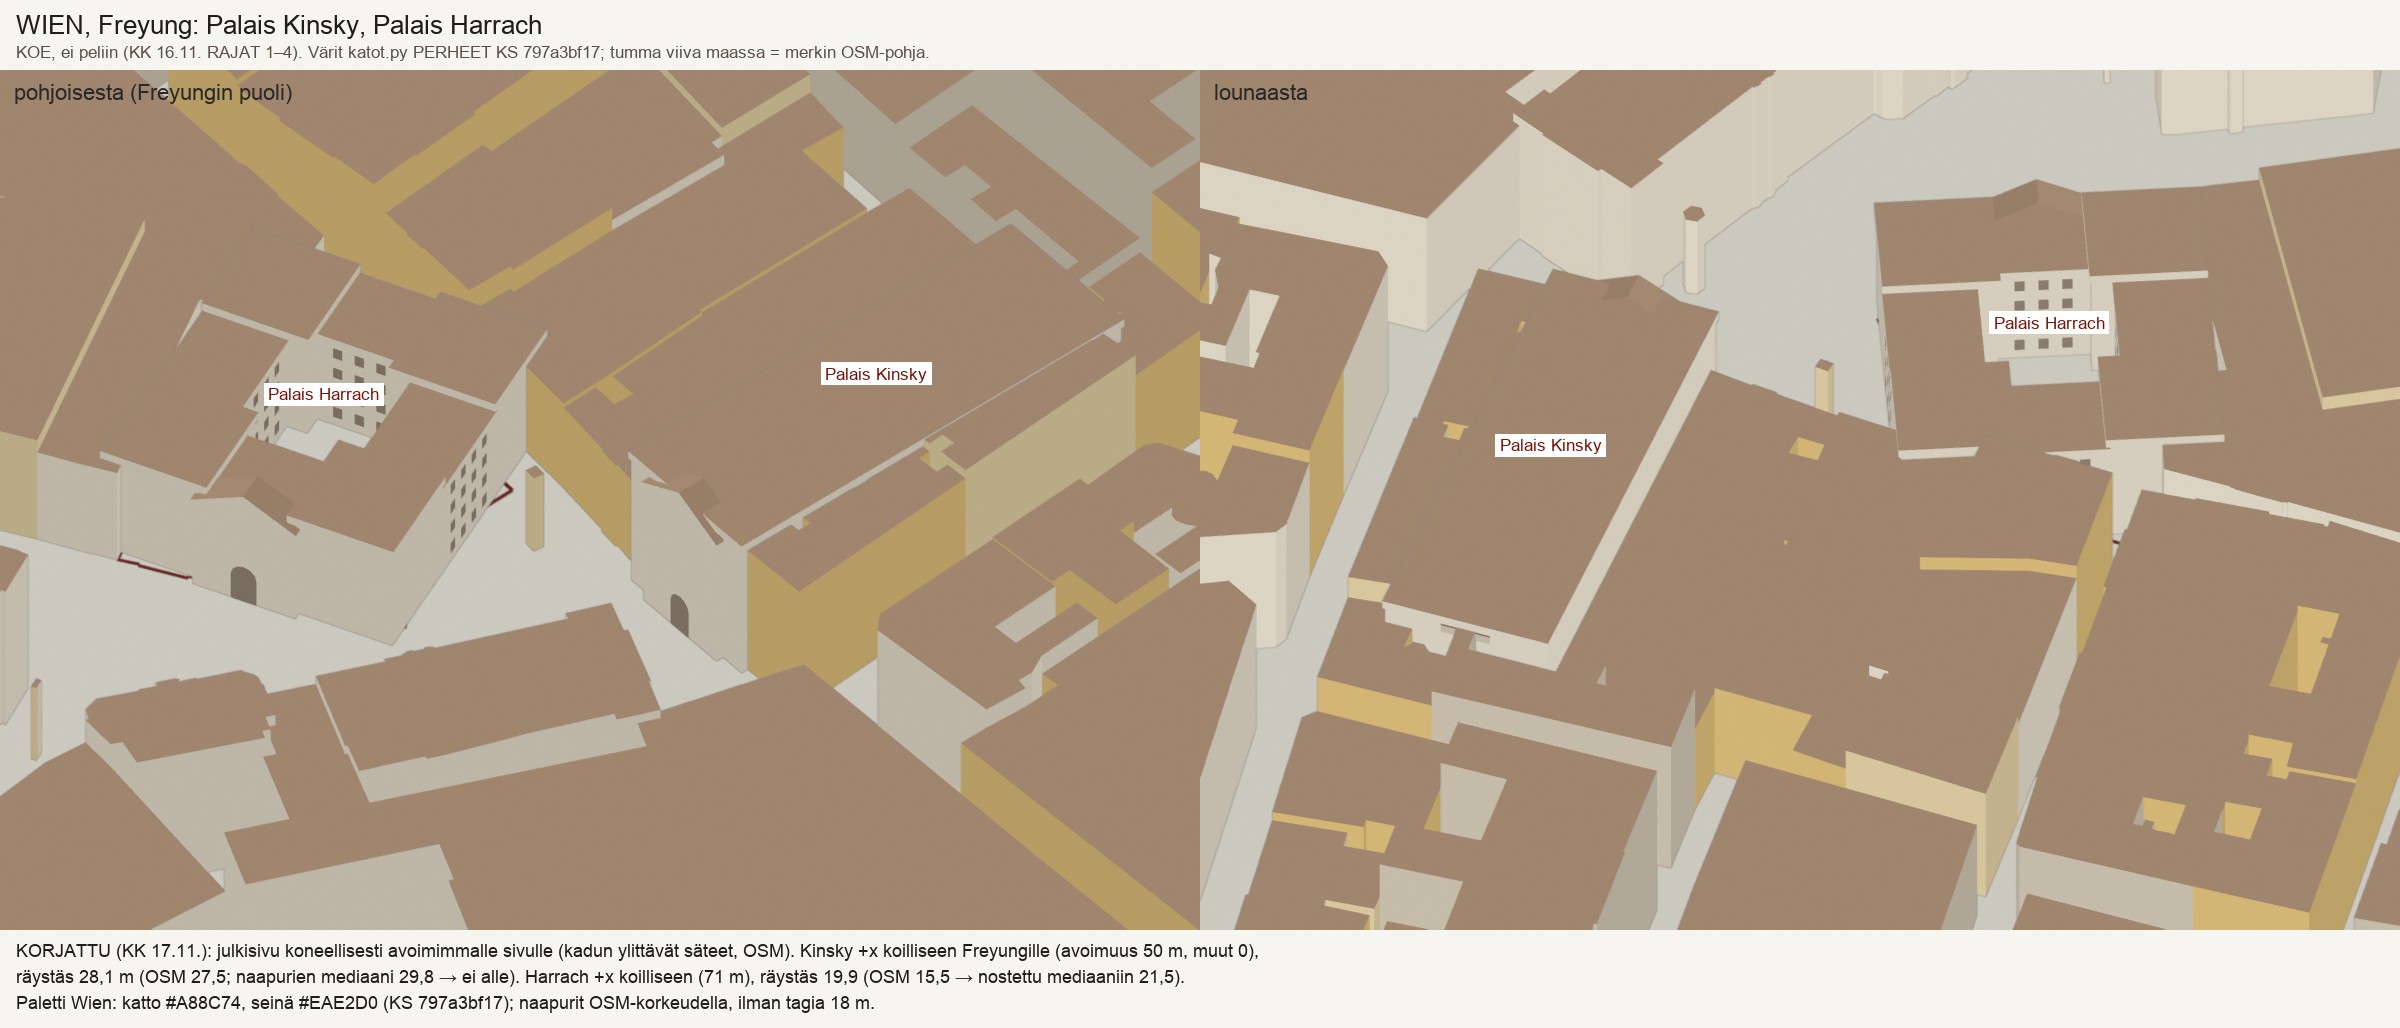 WIEN, Freyung: Palais Kinsky, Palais Harrach
KOE, ei peliin (KK 16.11. RAJAT 1–4). Värit katot.py PERHEET KS 797a3bf17; tumma viiva maassa = merkin OSM-pohja.
pohjoisesta (Freyungin puoli)
lounaasta
Palais Harrach
Palais Kinsky
Palais Harrach
Palais Kinsky
KORJATTU (KK 17.11.): julkisivu koneellisesti avoimimmalle sivulle (kadun ylittävät säteet, OSM). Kinsky +x koilliseen Freyungille (avoimuus 50 m, muut 0),
räystäs 28,1 m (OSM 27,5; naapurien mediaani 29,8 → ei alle). Harrach +x koilliseen (71 m), räystäs 19,9 (OSM 15,5 → nostettu mediaaniin 21,5).
Paletti Wien: katto #A88C74, seinä #EAE2D0 (KS 797a3bf17); naapurit OSM-korkeudella, ilman tagia 18 m.